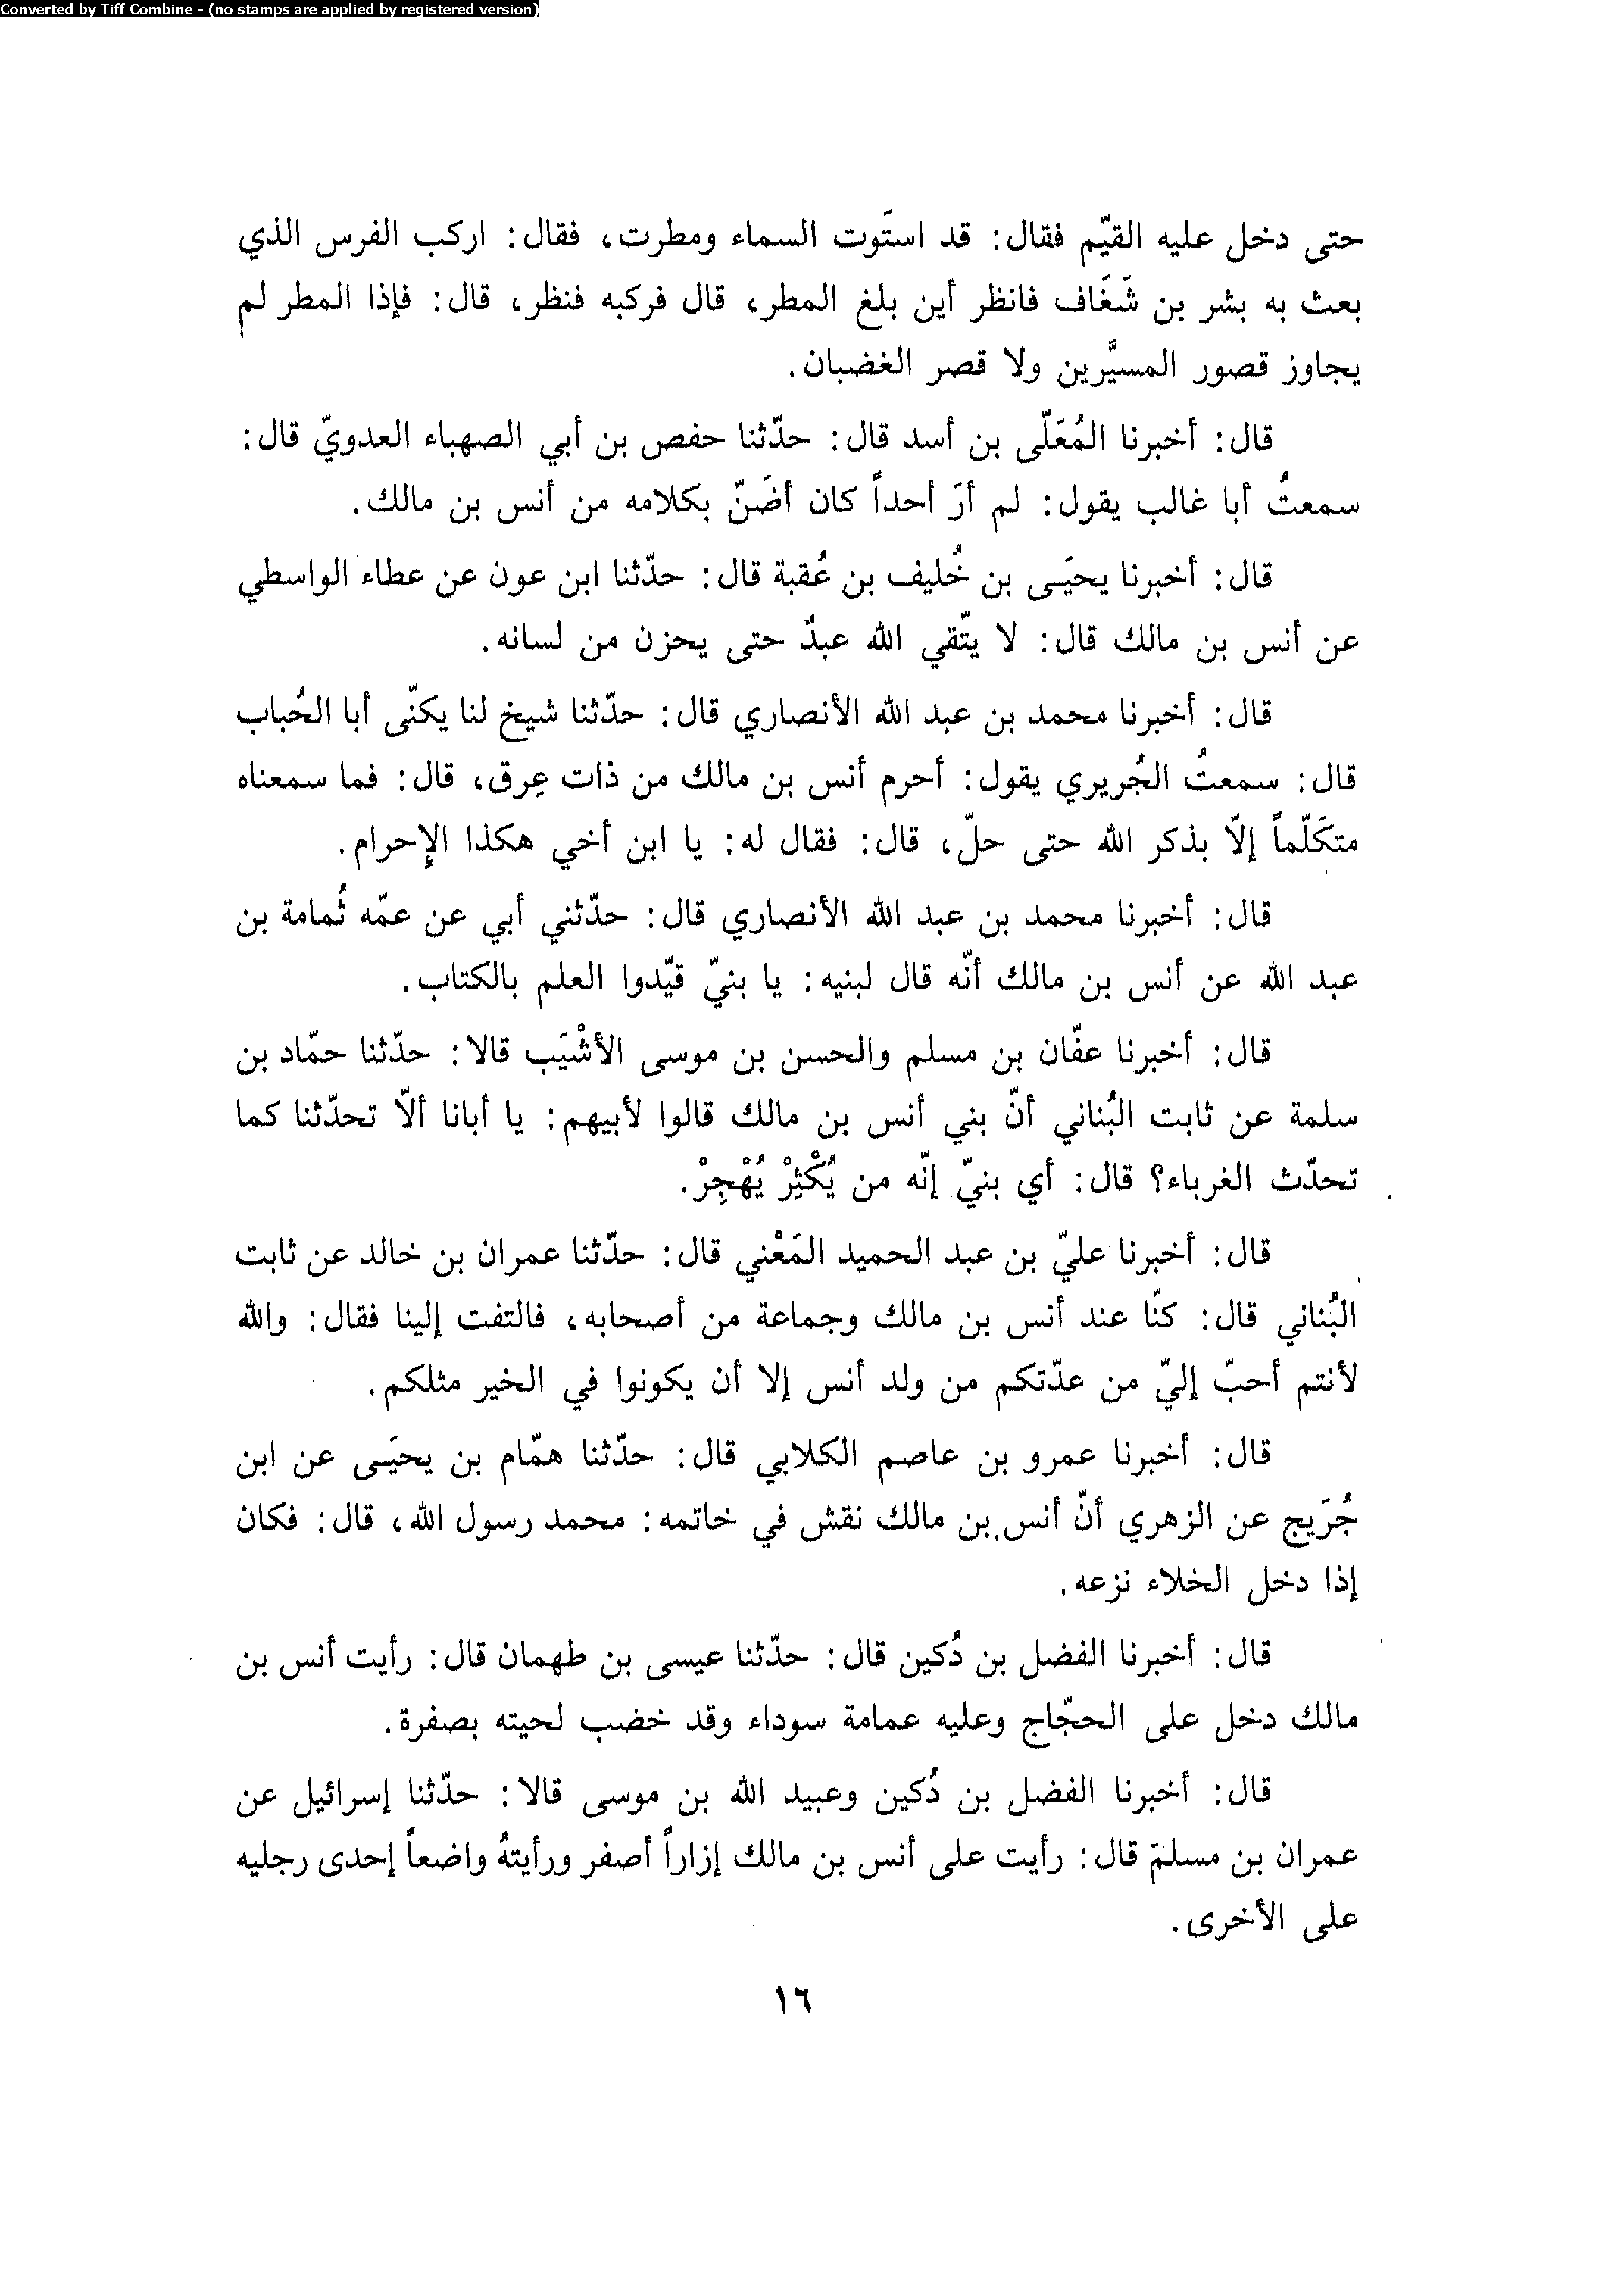 Converted by Tiff Combine - (no stamps are applied by registered version)
حتى دخل عليه القيّم فقال: قد استَوت السماء ومطرت، فقال: اركب الفرس الذي
بعث به بشر بن شَغَاف فانظر أين بلغ المطر، قال فركبه فنظر، قال: فإذا المطر لم
يجاوز قصور المسيَّرين ولا قصر الغضبان.
قال: أخبرنا المُعَلّى بن أسد قال: حدّثنا حفص بن أبي الصهباء العدويّ قال:
سمعتُ أبا غالب يقول: لم أرَ أحداً كان أضَنّ بكلامه من أنس بن مالك.
قال: أخبرنا يحيَى بن خُليف بن عُقبة قال: حدّثنا ابن عون عن عطاء الواسطي
عن أنس بن مالك قال: لا يتّقي الله عبدٌ حتى يحزن من لسانه.
قال: أخبرنا محمد بن عبد الله الأنصاري قال: حدّثنا شيخ لنا يكنّى أبا الحُباب
قال: سمعتُ الجُريري يقول: أحرم أنس بن مالك من ذات عِرق، قال: فما سمعناه
متكَلّماً إلاّ بذكر الله حتى حلّ، قال: فقال له: يا ابن أخي هكذا الإحرام.
قال: أخبرنا محمد بن عبد الله الأنصاري قال: حدّثني أبي عن عمّه ثُمامة بن
عبد الله عن أنس بن مالك أنّه قال لبنيه: يا بنيّ قيّدوا العلم بالكتاب.
قال: أخبرنا عفّان بن مسلم والحسن بن موسى الأشْيَب قالا: حدّثنا حمّاد بن
سلمة عن ثابت البُناني أنّ بني أنس بن مالك قالوا لأبيهم: يا أبانا ألاّ تحدّثنا كما
تحدّث الغرباء؟ قال: أي بنيّ إنّه من يُكْثِرْ يُهْجِرْ.
قال: أخبرنا عليّ بن عبد الحميد المَعْني قال: حدّثنا عمران بن خالد عن ثابت
البُناني قال: كنّا عند أنس بن مالك وجماعة من أصحابه، فالتفت إلينا فقال: والله
لأنتم أحبّ إليّ من عدّتكم من ولد أنس إلا أن يكونوا في الخير مثلكم.
قال: أخبرنا عمرو بن عاصم الكلابي قال: حدّثنا همّام بن يحيَى عن ابن
جُرَيج عن الزهري أنّ أنس بن مالك نقش في خاتمه: محمد رسول الله، قال: فكان
إذا دخل الخلاء نزعه.
قال: أخبرنا الفضل بن دُكين قال: حدّثنا عيسى بن طهمان قال: رأيت أنس بن
مالك دخل على الحجّاج وعليه عمامة سوداء وقد خضب لحيته بصفرة.
قال: أخبرنا الفضل بن دُكين وعبيد الله بن موسى قالا: حدّثنا إسرائيل عن
عمران بن مسلمَ قال: رأيت على أنس بن مالك إزاراً أصفر ورأيتهُ واضعاً إحدى رجليه
على الأخرى.
١٦